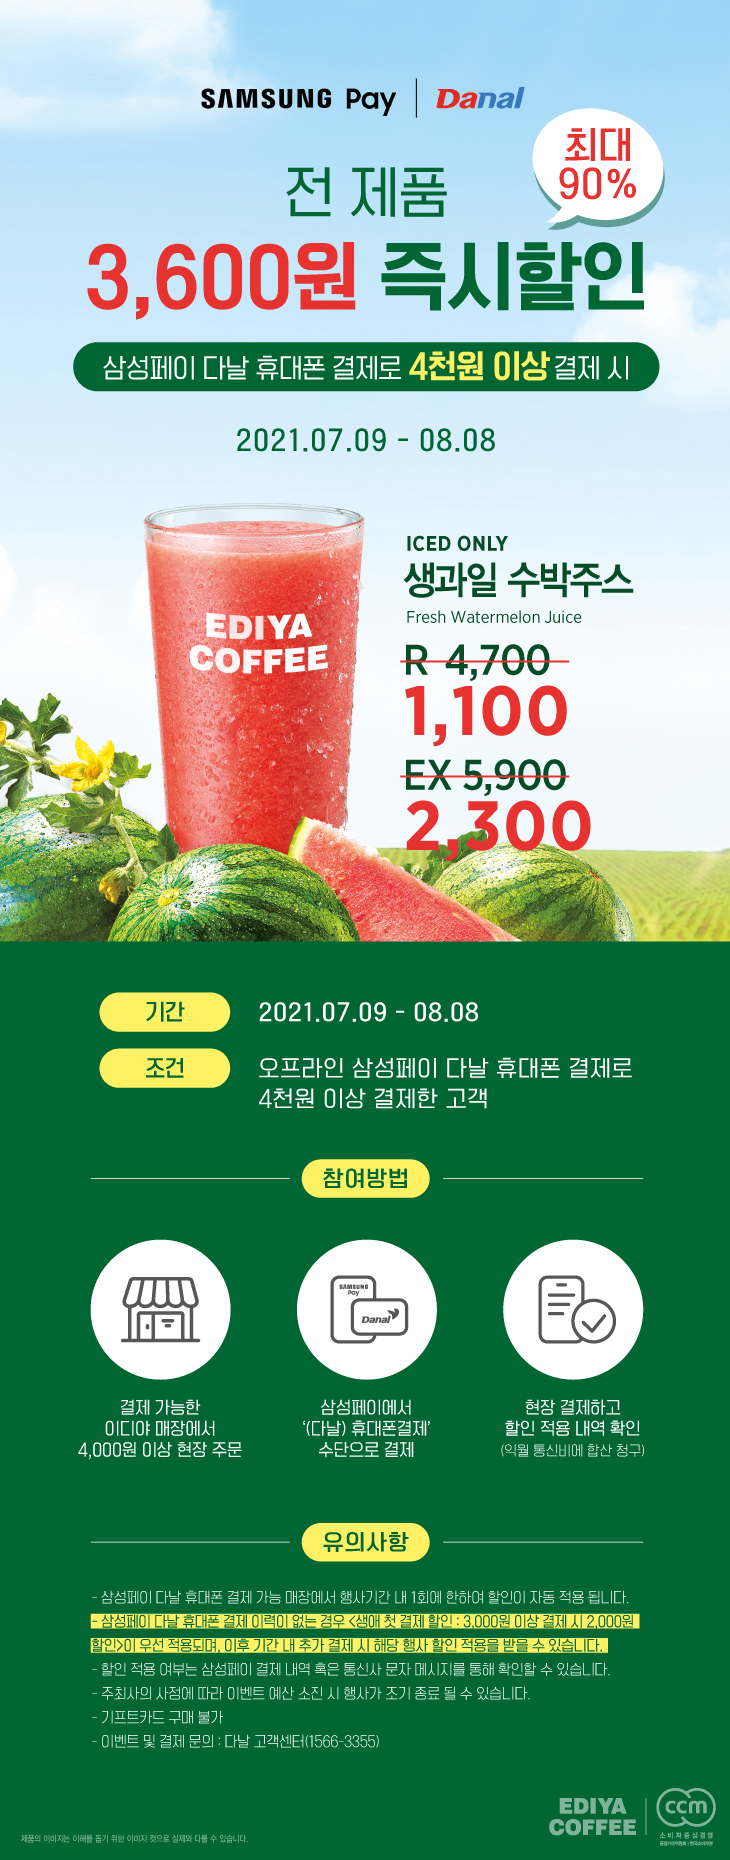 SAMSUNG Pay | Danal
최대
90%
전 제품
3,600원 즉시할인
삼성페이 다날 휴대폰 결제로 4천원 이상 결제 시
2021.07.09 - 08.08
ICED ONLY
생과일 수박주스
Fresh Watermelon Juice
R 4,700
1,100
EX 5,900
2,300
EDIYA
COFFEE
기간
2021.07.09 - 08.08
조건
오프라인 삼성페이 다날 휴대폰 결제로
4천원 이상 결제한 고객
참여방법
결제 가능한
이디야 매장에서
4,000원 이상 현장 주문
SAMSUNG
Pay
Danal
삼성페이에서
‘(다날) 휴대폰결제’
수단으로 결제
현장 결제하고
할인 적용 내역 확인
(익월 통신비에 합산 청구)
유의사항
- 삼성페이 다날 휴대폰 결제 가능 매장에서 행사기간 내 1회에 한하여 할인이 자동 적용 됩니다.
- 삼성페이 다날 휴대폰 결제 이력이 없는 경우 <생애 첫 결제 할인 : 3,000원 이상 결제 시 2,000원
할인>이 우선 적용되며, 이후 기간 내 추가 결제 시 해당 행사 할인 적용을 받을 수 있습니다.
- 할인 적용 여부는 삼성페이 결제 내역 혹은 통신사 문자 메시지를 통해 확인할 수 있습니다.
- 주최사의 사정에 따라 이벤트 예산 소진 시 행사가 조기 종료 될 수 있습니다.
- 기프트카드 구매 불가
- 이벤트 및 결제 문의 : 다날 고객센터(1566-3355)
제품의 이미지는 이해를 돕기 위한 이미지 컷으로 실제와 다를 수 있습니다.
EDIYA
COFFEE
ccm
소비자중심경영
공정거래위원회 | 한국소비자원